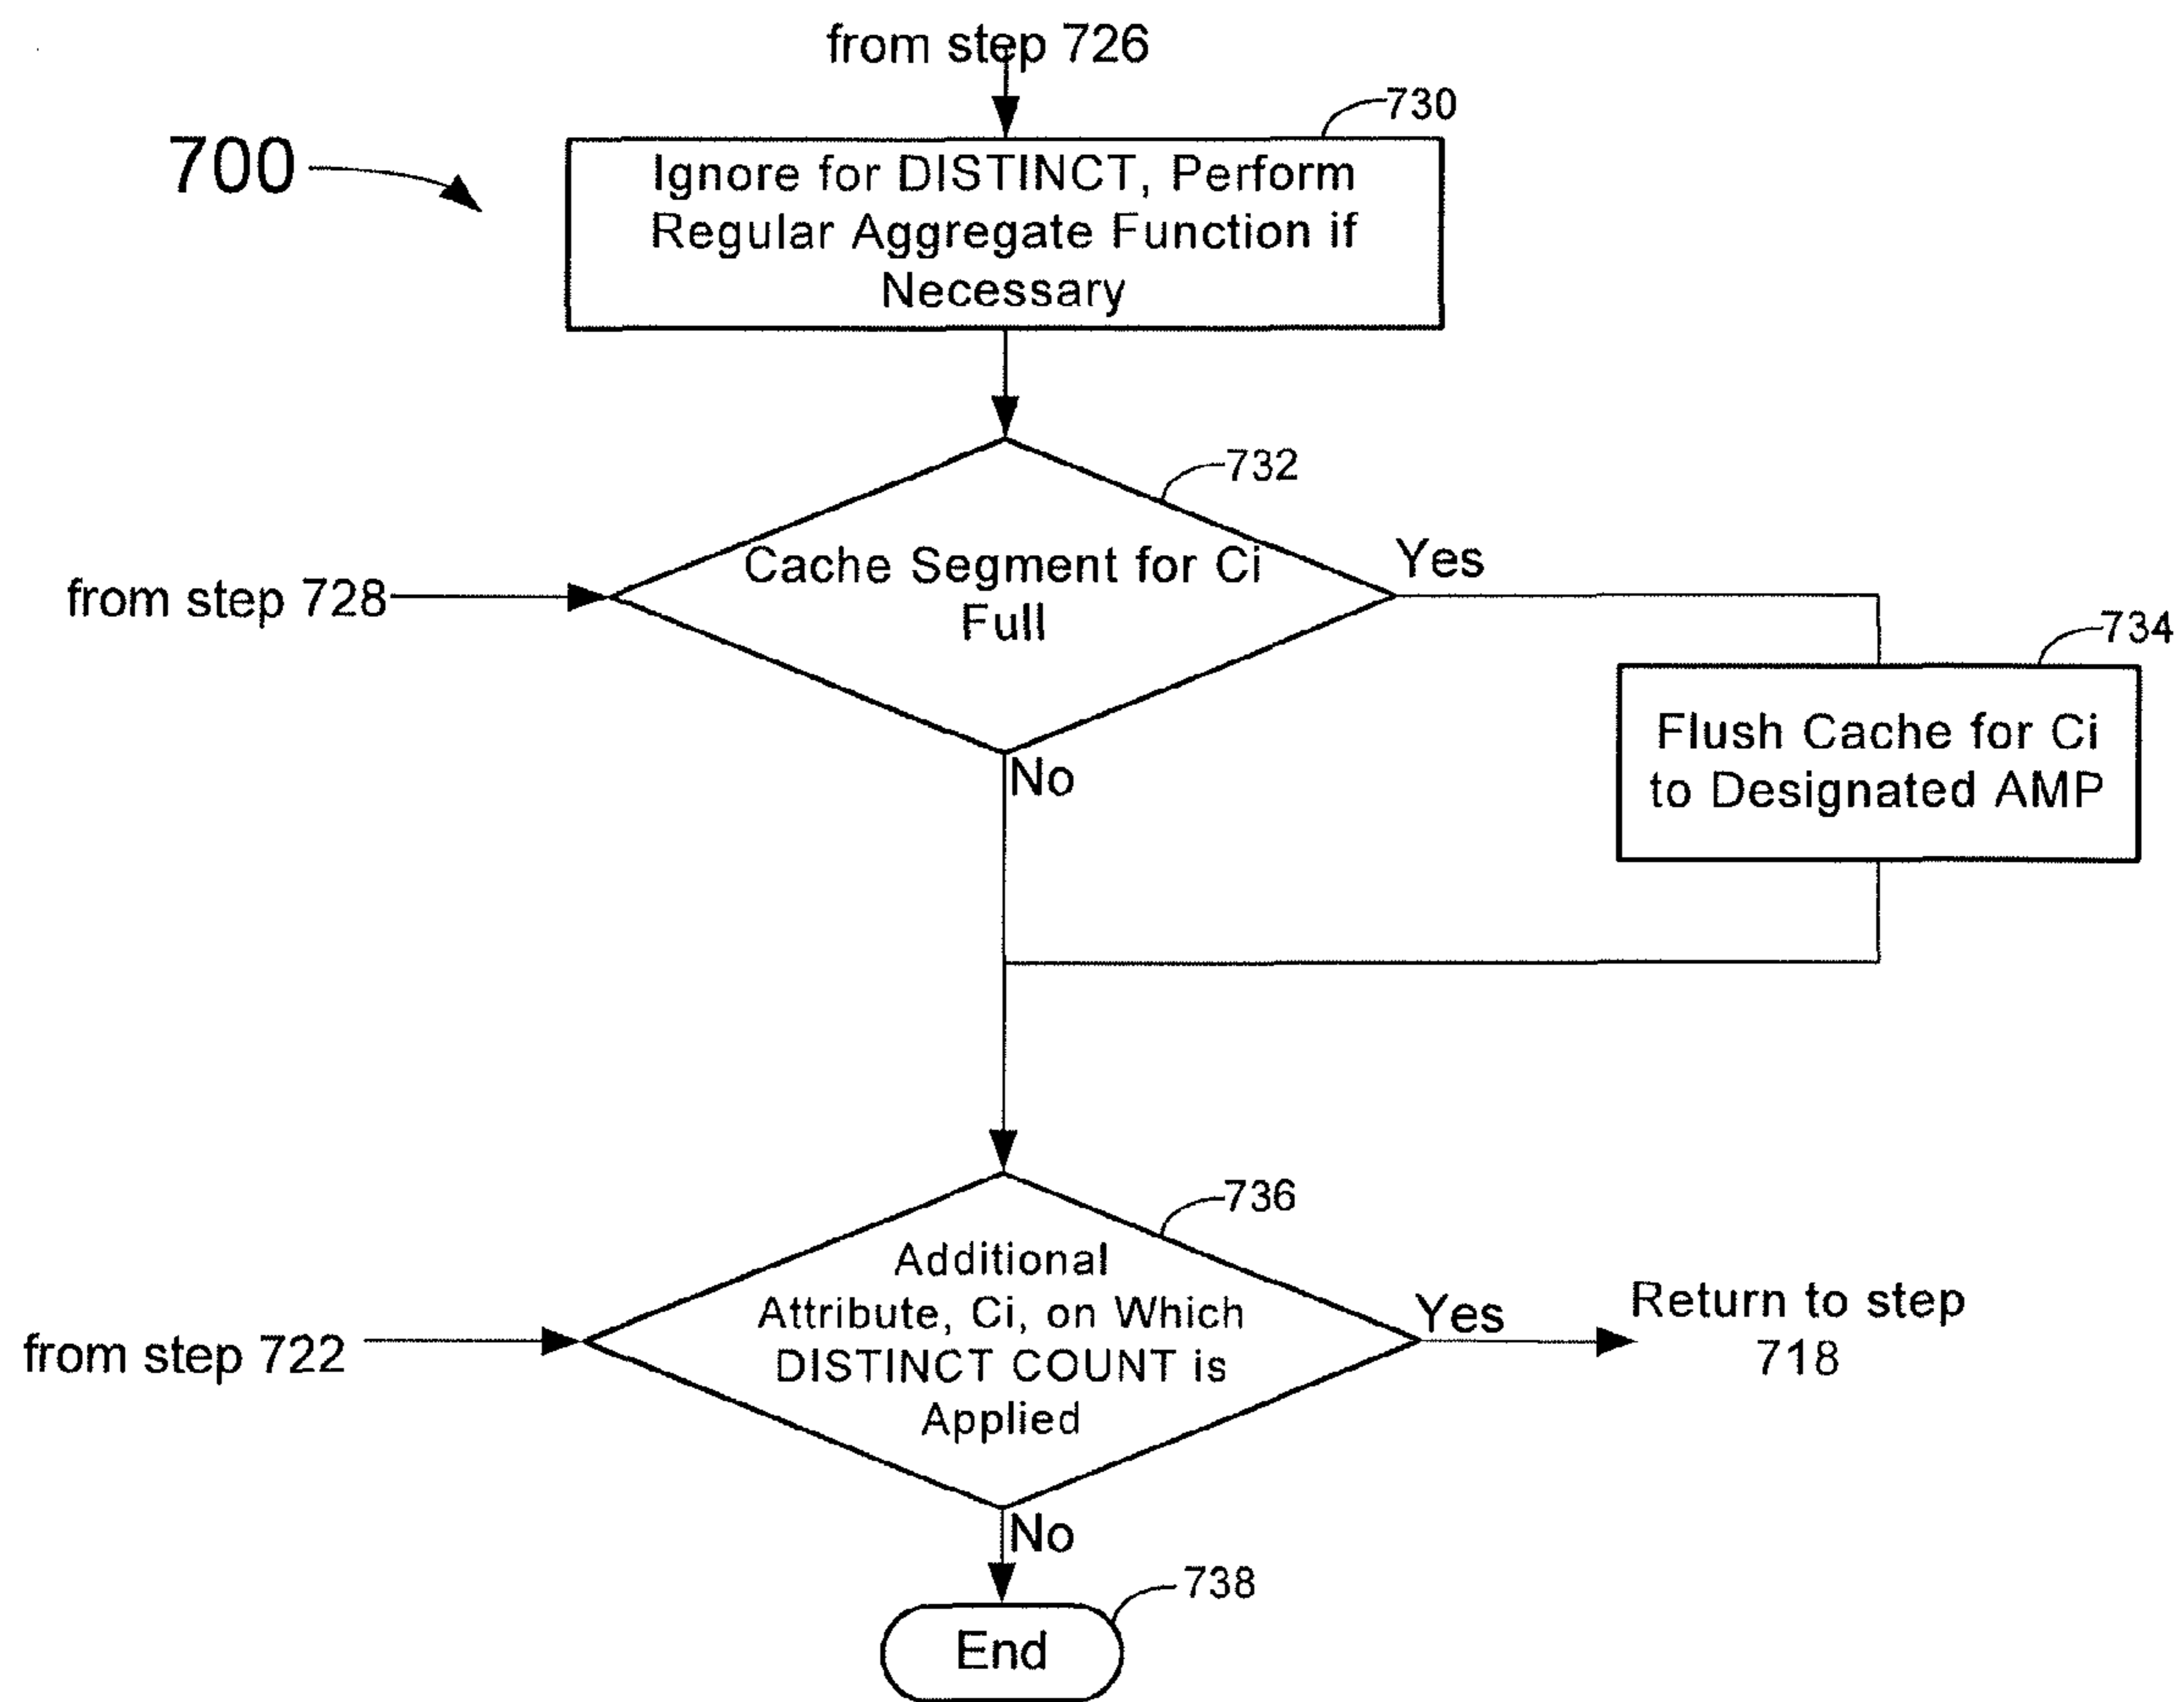 from step 726
730
700
Ignore for DISTINCT, Perform
Regular Aggregate Function if
Necessary
732
Cache Segment for Ci
Full
Yes
from step 728
734
Flush Cache for Ci
to Designated AMP
No
736
Additional
Attribute, Ci, on Which
DISTINCT COUNT is
Applied
Yes
Return to step
718
from step 722
No
738
End